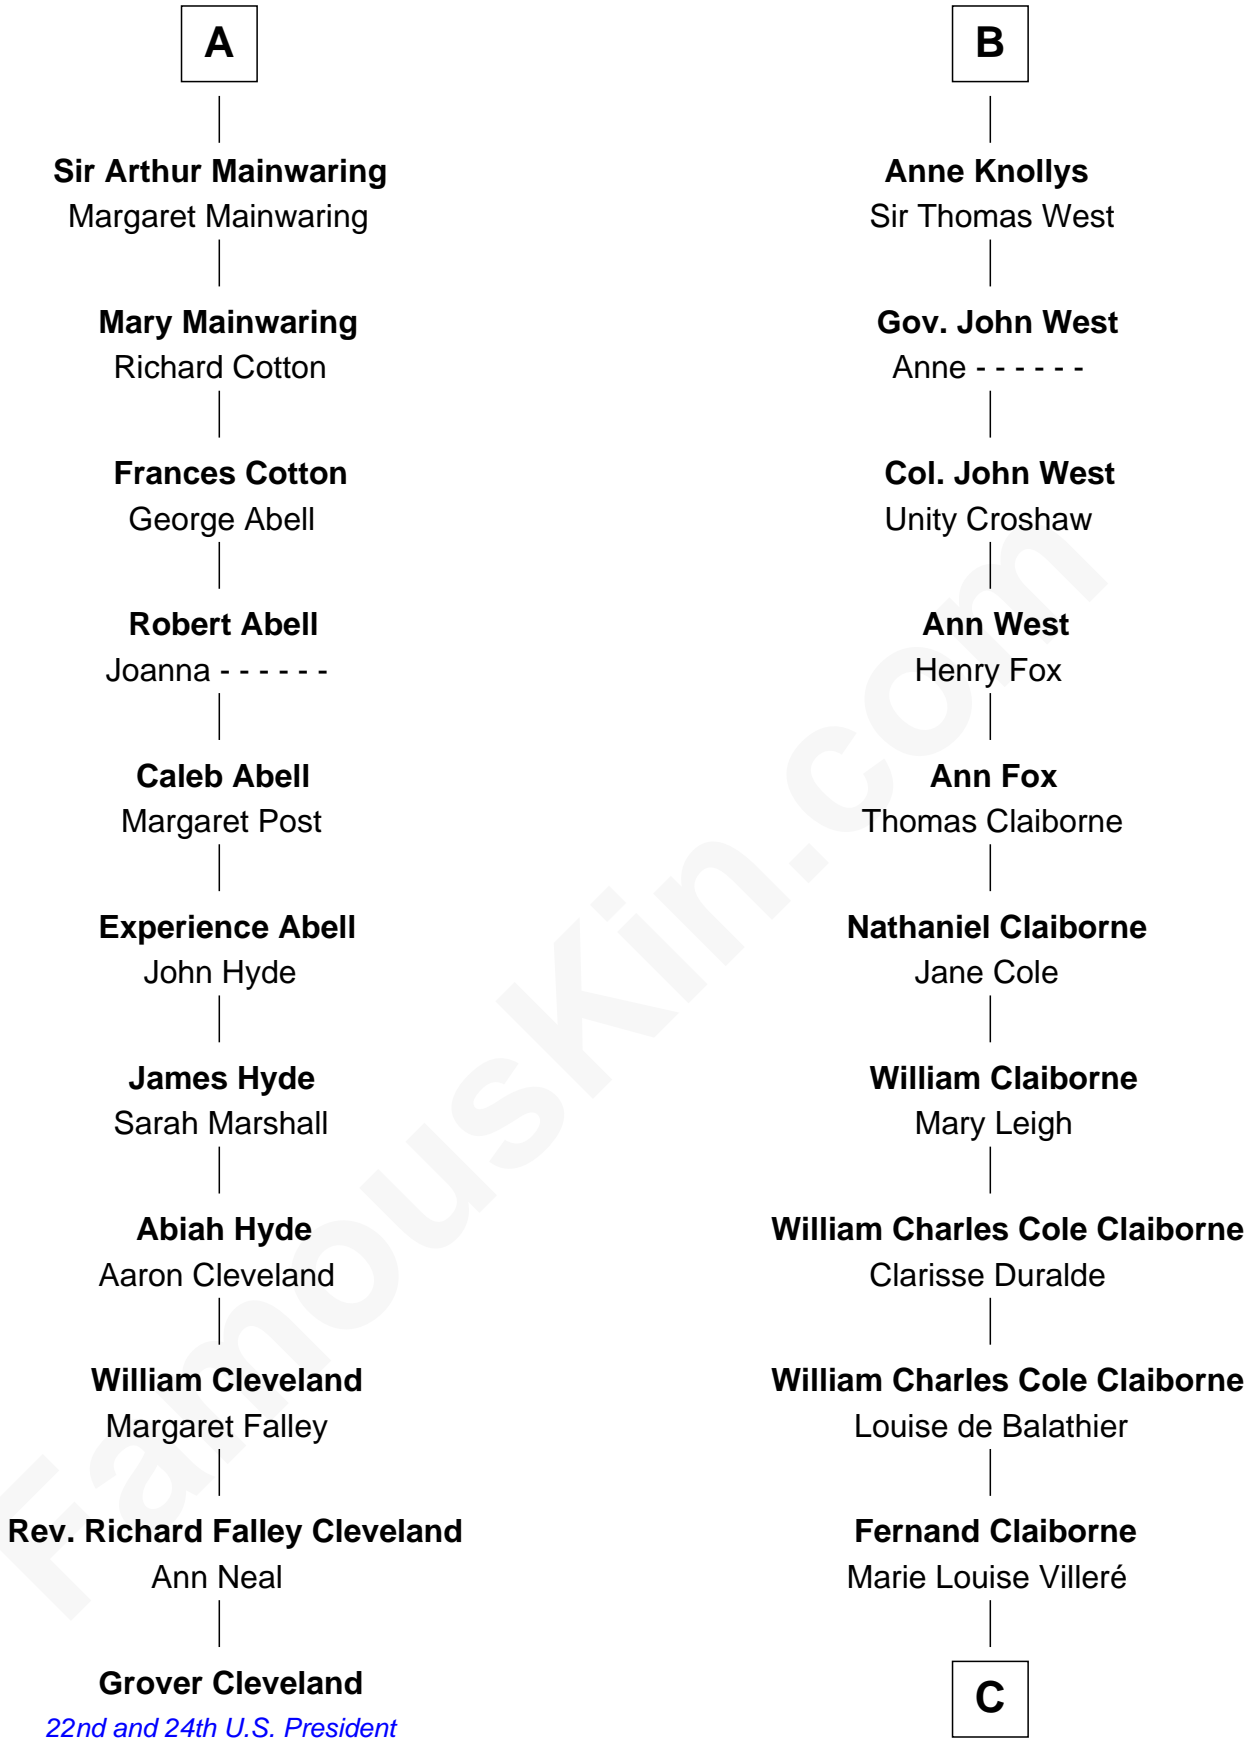 A
Sir Arthur Mainwaring
Margaret Mainwaring
Mary Mainwaring
Richard Cotton
Frances Cotton
George Abell
Robert Abell
Joanna - - - - - -
Caleb Abell
Margaret Post
Experience Abell
John Hyde
James Hyde
Sarah Marshall
Abiah Hyde
Aaron Cleveland
William Cleveland
Margaret Falley
Rev. Richard Falley Cleveland
Ann Neal
Grover Cleveland
22nd and 24th U.S. President
B
Anne Knollys
Sir Thomas West
Gov. John West
Anne - - - - - -
Col. John West
Unity Croshaw
Ann West
Henry Fox
Ann Fox
Thomas Claiborne
Nathaniel Claiborne
Jane Cole
William Claiborne
Mary Leigh
William Charles Cole Claiborne
Clarisse Duralde
William Charles Cole Claiborne
Louise de Balathier
Fernand Claiborne
Marie Louise Villeré
C
FamousKin.com